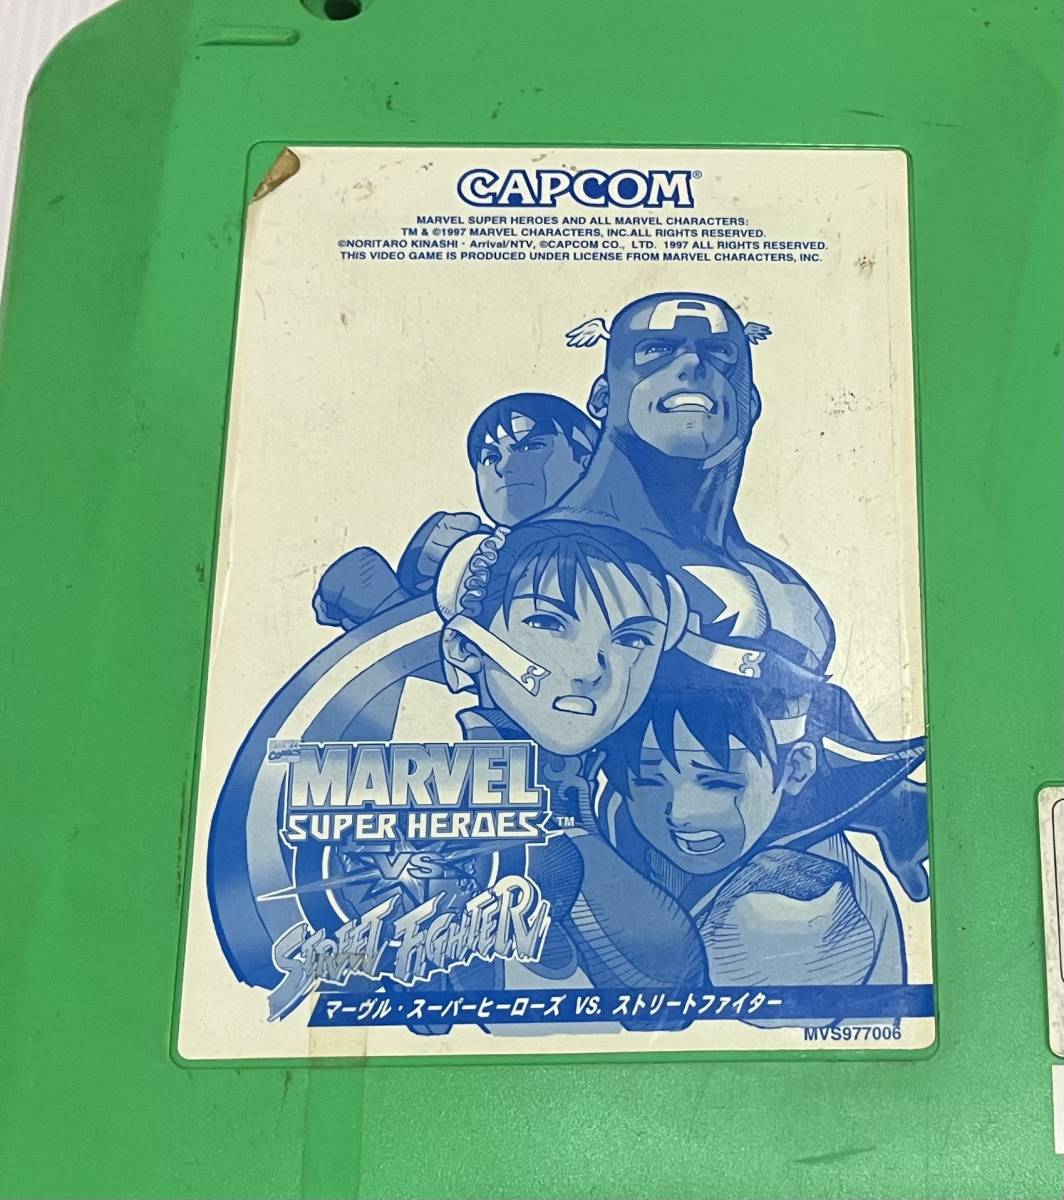 CAPCOM®
MARVEL SUPER HEROES AND ALL MARVEL CHARACTERS:
TM & ©1997 MARVEL CHARACTERS, INC.ALL RIGHTS RESERVED.
©NORITARO KINASHI・Arrival/NTV, ©CAPCOM CO., LTD. 1997 ALL RIGHTS RESERVED.
THIS VIDEO GAME IS PRODUCED UNDER LICENSE FROM MARVEL CHARACTERS, INC.
A
MARVEL COMICS
MARVEL
SUPER HEROES™
VS.
STREET FIGHTER
マーヴル・スーパーヒーローズ VS. ストリートファイター
MVS977006